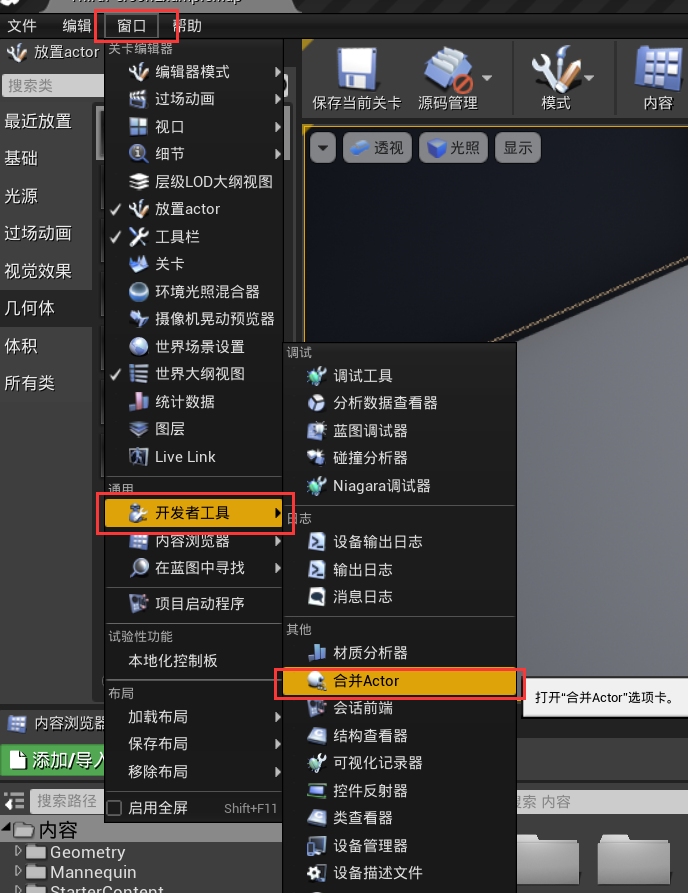 文件 编辑 窗口 帮助
放置actor
搜索类
最近放置
基础
光源
过场动画
视觉效果
几何体
体积
所有类
关卡编辑器
编辑器模式
过场动画
视口
细节
层级LOD大纲视图
放置actor
工具栏
关卡
环境光照混合器
摄像机晃动预览器
世界场景设置
世界大纲视图
统计数据
图层
Live Link
通用
开发者工具
内容浏览器
在蓝图中寻找
项目启动程序
试验性功能
本地化控制板
布局
加载布局
保存布局
移除布局
启用全屏 Shift+F11
保存当前关卡 源码管理 模式 内容
透视 光照 显示
调试
调试工具
分析数据查看器
蓝图调试器
碰撞分析器
Niagara调试器
日志
设备输出日志
输出日志
消息日志
其他
材质分析器
合并Actor
会话前端
结构查看器
可视化记录器
控件反射器
类查看器
设备管理器
设备描述文件
打开“合并Actor”选项卡。
内容浏览器
添加/导入
搜索路径
搜索 内容
内容
Geometry
Mannequin
StarterContent